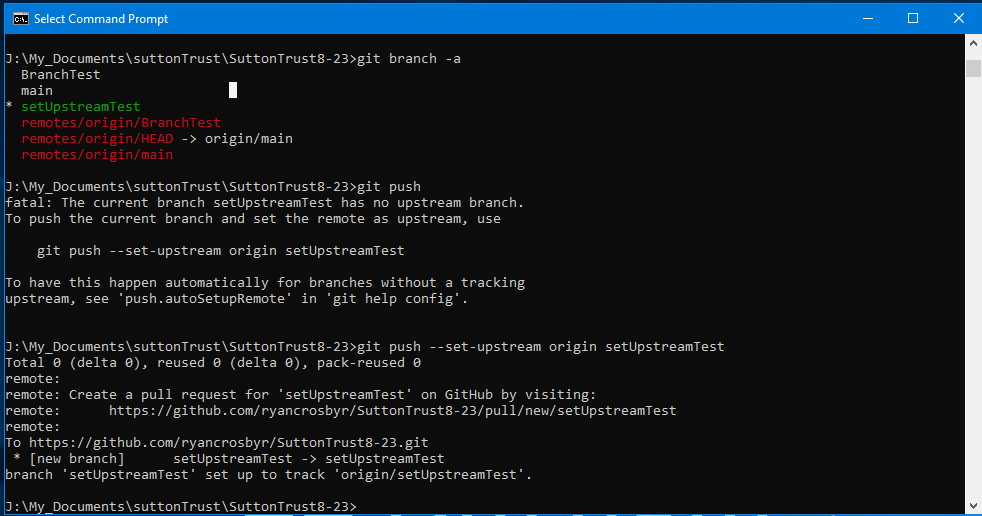 Select Command Prompt
J:\My_Documents\suttonTrust\SuttonTrust8-23>git branch -a
  BranchTest
  main
* setUpstreamTest
  remotes/origin/BranchTest
  remotes/origin/HEAD -> origin/main
  remotes/origin/main
J:\My_Documents\suttonTrust\SuttonTrust8-23>git push
fatal: The current branch setUpstreamTest has no upstream branch.
To push the current branch and set the remote as upstream, use
    git push --set-upstream origin setUpstreamTest
To have this happen automatically for branches without a tracking
upstream, see 'push.autoSetupRemote' in 'git help config'.
J:\My_Documents\suttonTrust\SuttonTrust8-23>git push --set-upstream origin setUpstreamTest
Total 0 (delta 0), reused 0 (delta 0), pack-reused 0
remote:
remote: Create a pull request for 'setUpstreamTest' on GitHub by visiting:
remote:      https://github.com/ryancrosbyr/SuttonTrust8-23/pull/new/setUpstreamTest
remote:
To https://github.com/ryancrosbyr/SuttonTrust8-23.git
 * [new branch]      setUpstreamTest -> setUpstreamTest
branch 'setUpstreamTest' set up to track 'origin/setUpstreamTest'.
J:\My_Documents\suttonTrust\SuttonTrust8-23>